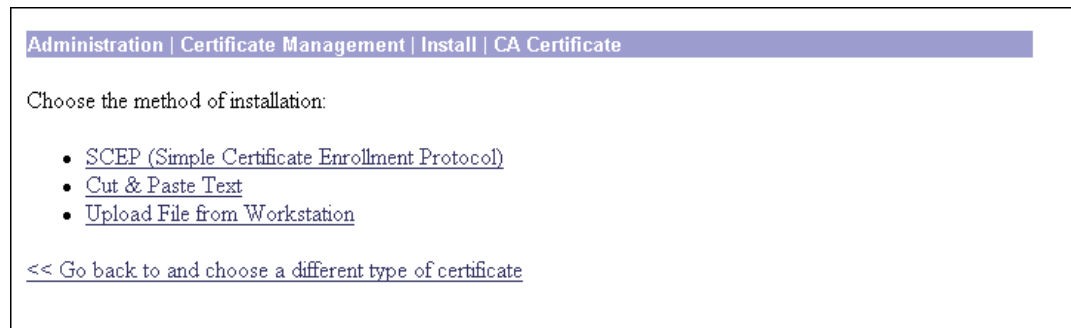 Administration | Certificate Management | Install | CA Certificate
Choose the method of installation:
• SCEP (Simple Certificate Enrollment Protocol)
• Cut & Paste Text
• Upload File from Workstation
<< Go back to and choose a different type of certificate